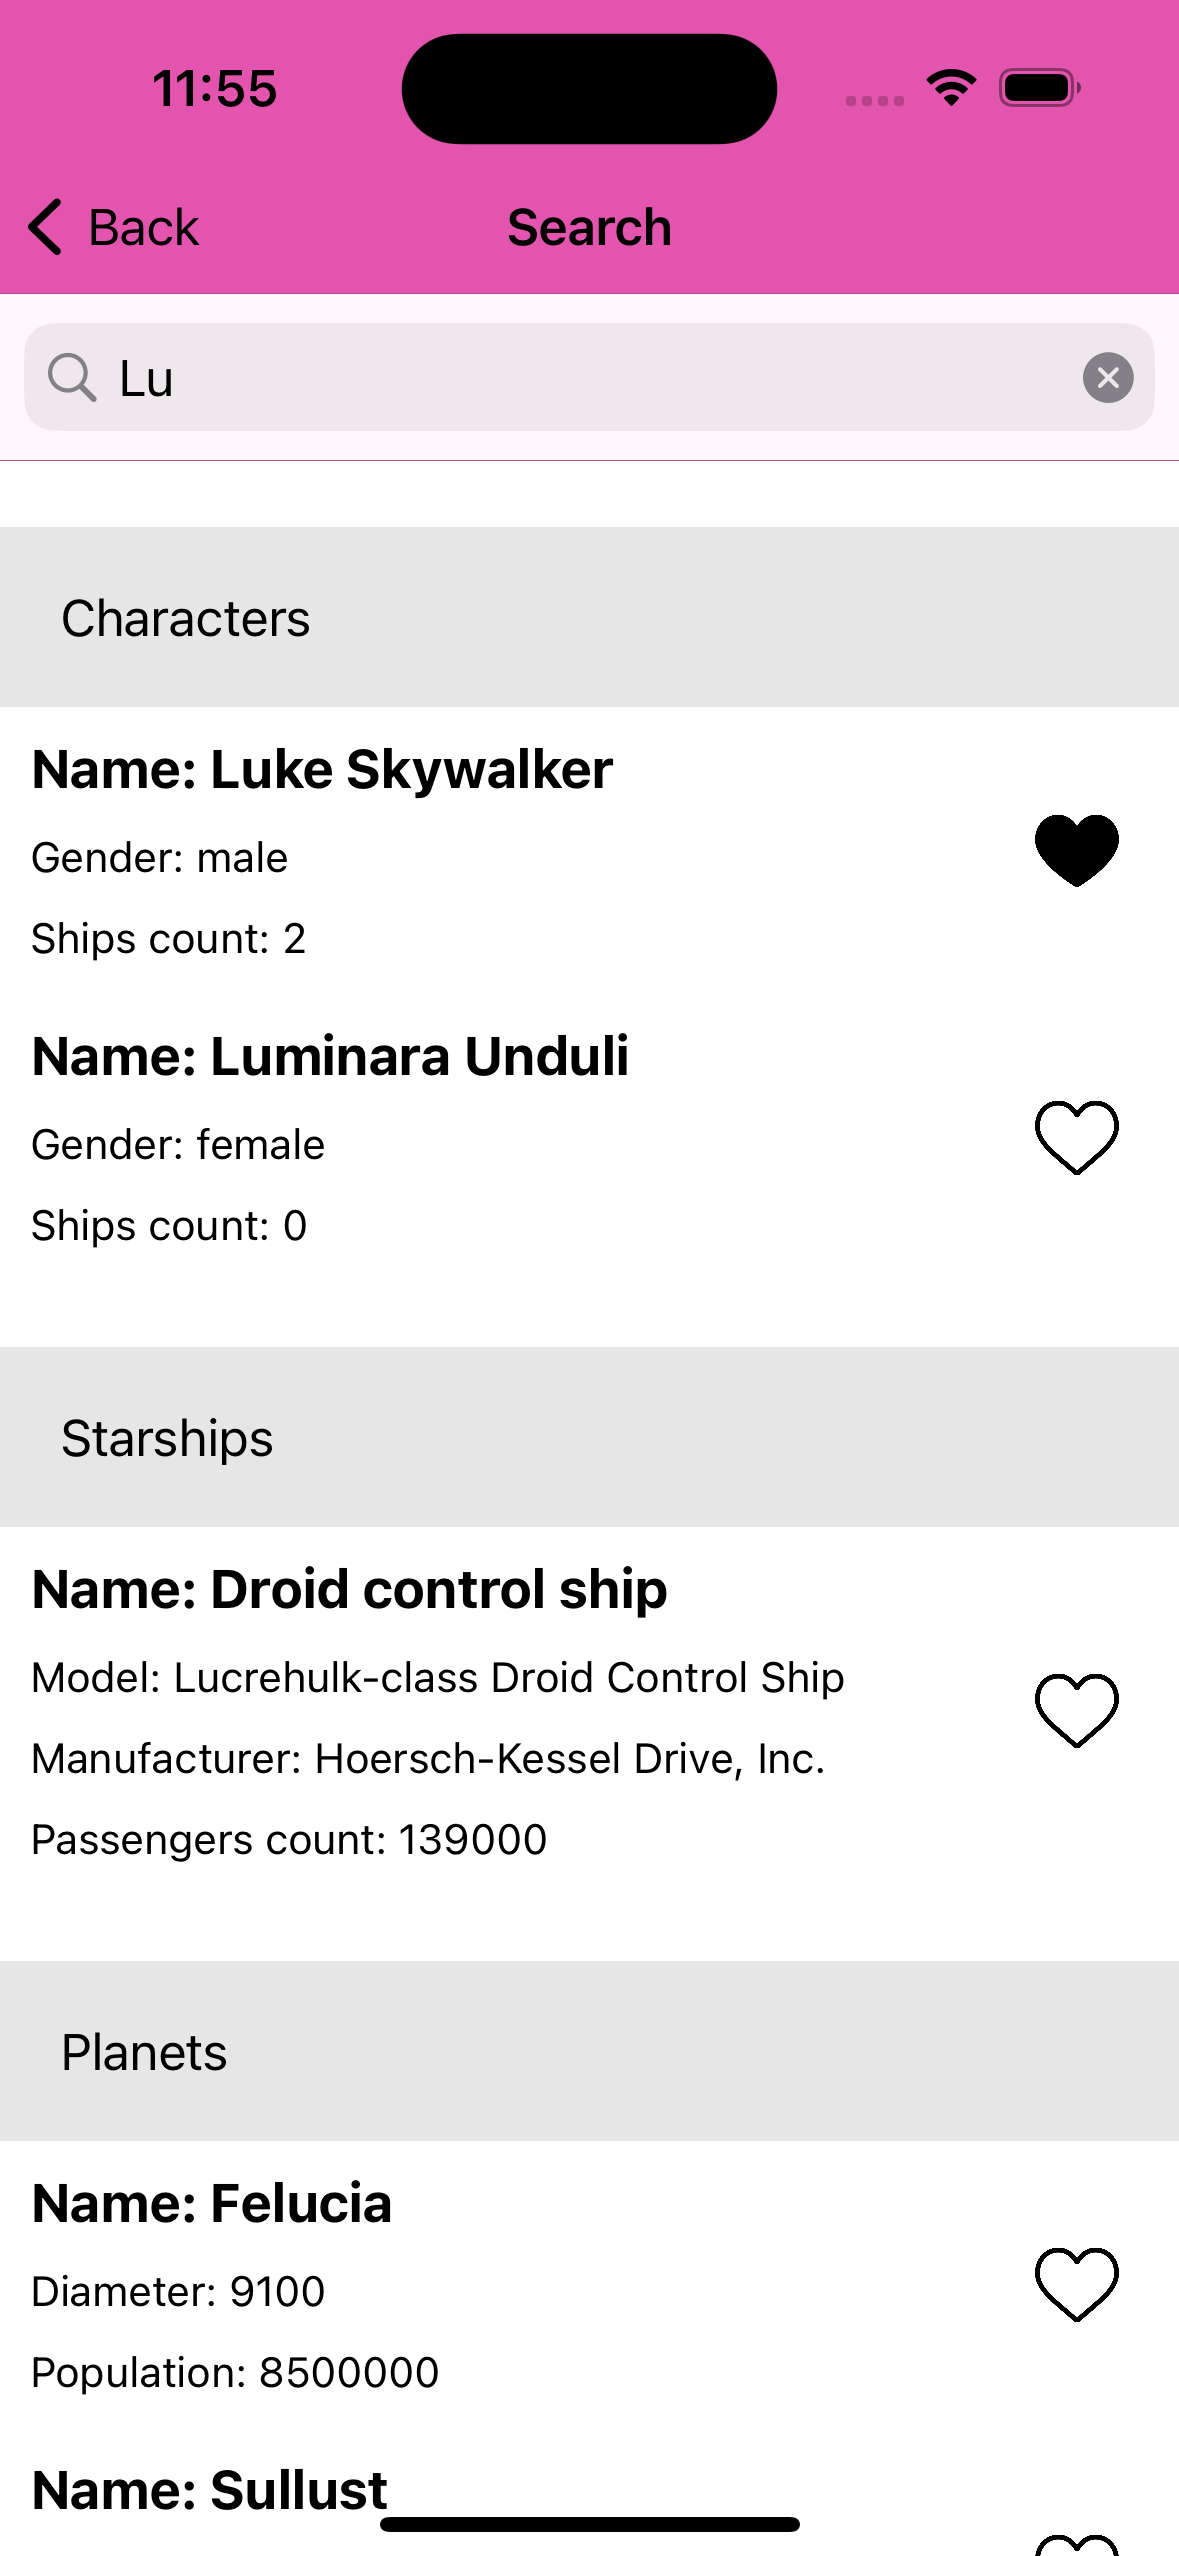 11:55
Back
Search
Lu
Characters
Name: Luke Skywalker
Gender: male
Ships count: 2
Name: Luminara Unduli
Gender: female
Ships count: 0
Starships
Name: Droid control ship
Model: Lucrehulk-class Droid Control Ship
Manufacturer: Hoersch-Kessel Drive, Inc.
Passengers count: 139000
Planets
Name: Felucia
Diameter: 9100
Population: 8500000
Name: Sullust